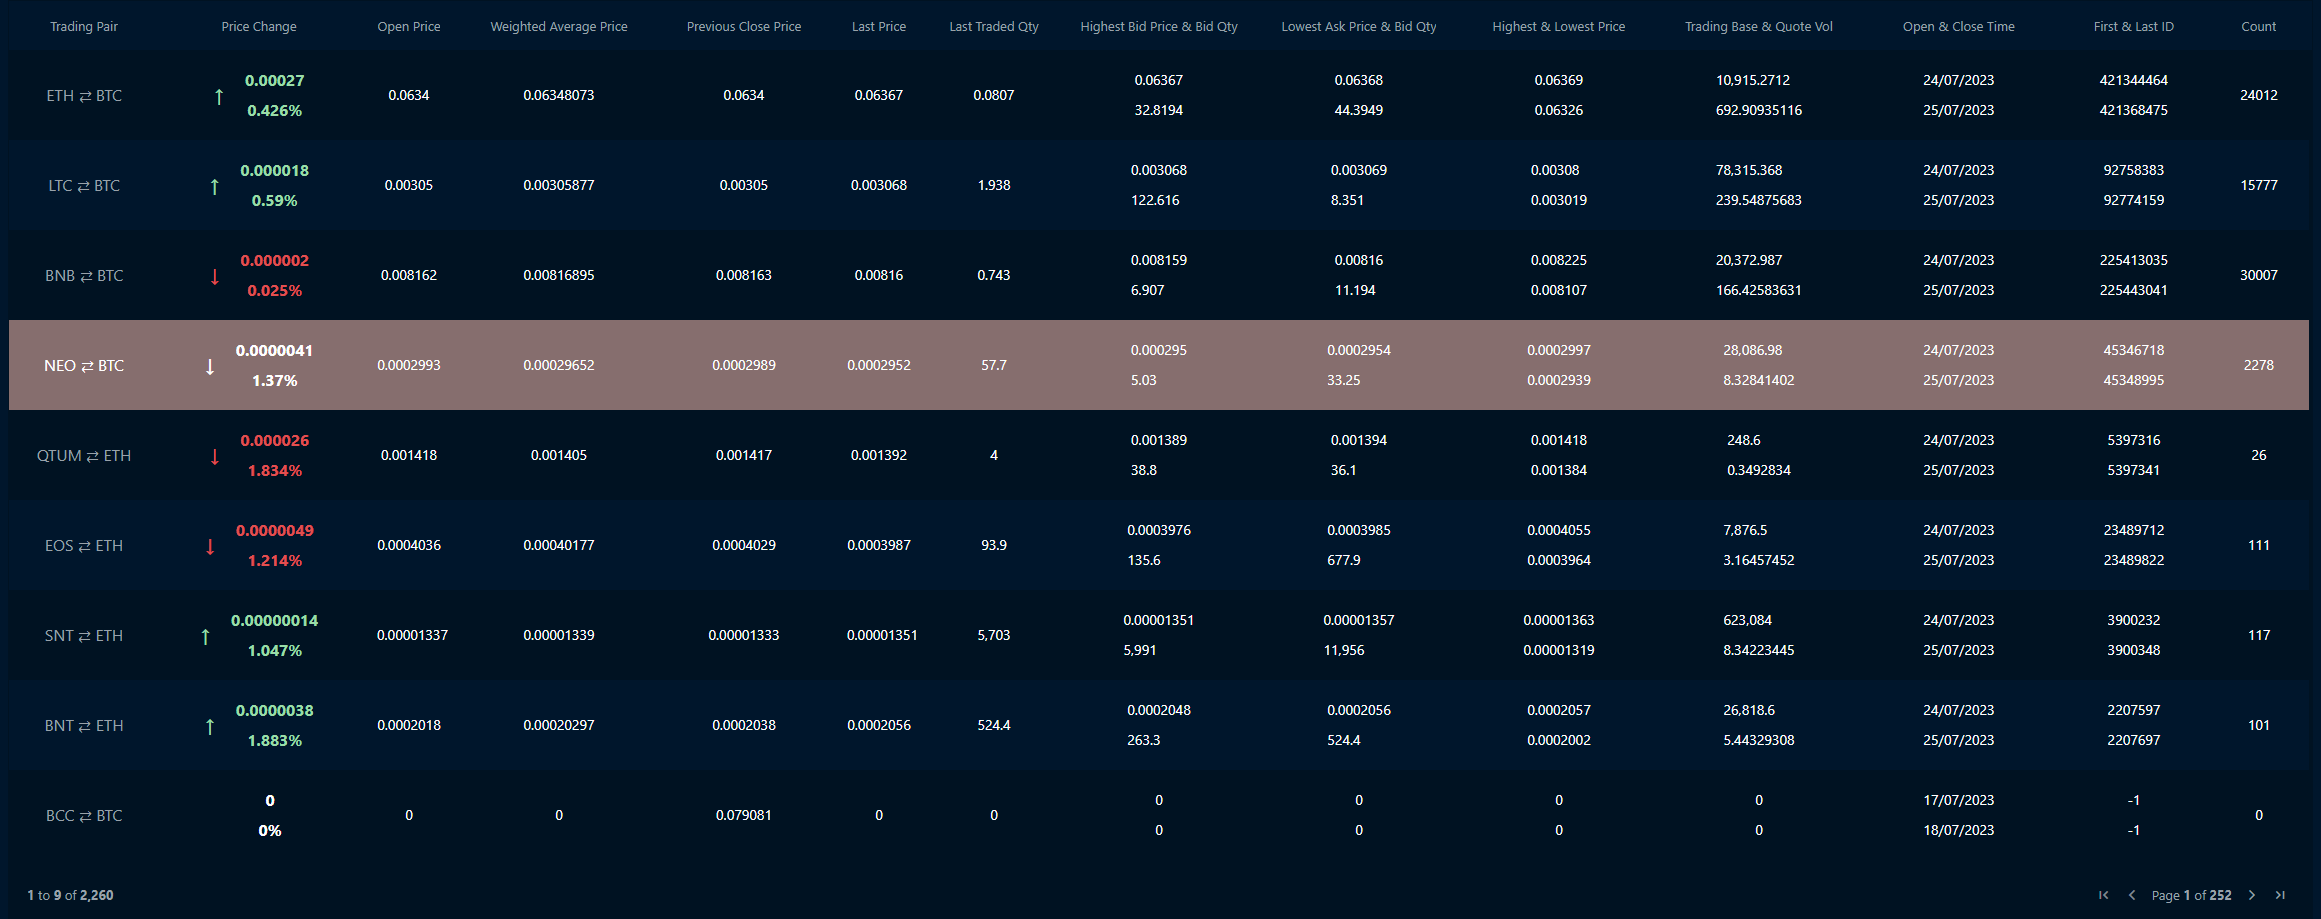 Trading Pair Price Change Open Price Weighted Average Price Previous Close Price Last Price Last Traded Qty Highest Bid Price & Bid Qty Lowest Ask Price & Bid Qty Highest & Lowest Price Trading Base & Quote Vol Open & Close Time First & Last ID Count
0.00027 0.06367 0.06368 0.06369 10,915.2712 24/07/2023 421344464
ETH ⇄ BTC ↑ 0.0634 0.06348073 0.0634 0.06367 0.0807 24012
0.426% 32.8194 44.3949 0.06326 692.90935116 25/07/2023 421368475
0.000018 0.003068 0.003069 0.00308 78,315.368 24/07/2023 92758383
LTC ⇄ BTC ↑ 0.00305 0.00305877 0.00305 0.003068 1.938 15777
0.59% 122.616 8.351 0.003019 239.54875683 25/07/2023 92774159
0.000002 0.008159 0.00816 0.008225 20,372.987 24/07/2023 225413035
BNB ⇄ BTC ↓ 0.008162 0.00816895 0.008163 0.00816 0.743 30007
0.025% 6.907 11.194 0.008107 166.42583631 25/07/2023 225443041
0.0000041 0.000295 0.0002954 0.0002997 28,086.98 24/07/2023 45346718
NEO ⇄ BTC ↓ 0.0002993 0.00029652 0.0002989 0.0002952 57.7 2278
1.37% 5.03 33.25 0.0002939 8.32841402 25/07/2023 45348995
0.000026 0.001389 0.001394 0.001418 248.6 24/07/2023 5397316
QTUM ⇄ ETH ↓ 0.001418 0.001405 0.001417 0.001392 4 26
1.834% 38.8 36.1 0.001384 0.3492834 25/07/2023 5397341
0.0000049 0.0003976 0.0003985 0.0004055 7,876.5 24/07/2023 23489712
EOS ⇄ ETH ↓ 0.0004036 0.00040177 0.0004029 0.0003987 93.9 111
1.214% 135.6 677.9 0.0003964 3.16457452 25/07/2023 23489822
0.00000014 0.00001351 0.00001357 0.00001363 623,084 24/07/2023 3900232
SNT ⇄ ETH ↑ 0.00001337 0.00001339 0.00001333 0.00001351 5,703 117
1.047% 5,991 11,956 0.00001319 8.34223445 25/07/2023 3900348
0.0000038 0.0002048 0.0002056 0.0002057 26,818.6 24/07/2023 2207597
BNT ⇄ ETH ↑ 0.0002018 0.00020297 0.0002038 0.0002056 524.4 101
1.883% 263.3 524.4 0.0002002 5.44329308 25/07/2023 2207697
0 0 0 0 0 17/07/2023 -1
BCC ⇄ BTC 0 0 0.079081 0 0 0
0% 0 0 0 0 18/07/2023 -1
1 to 9 of 2,260 Page 1 of 252